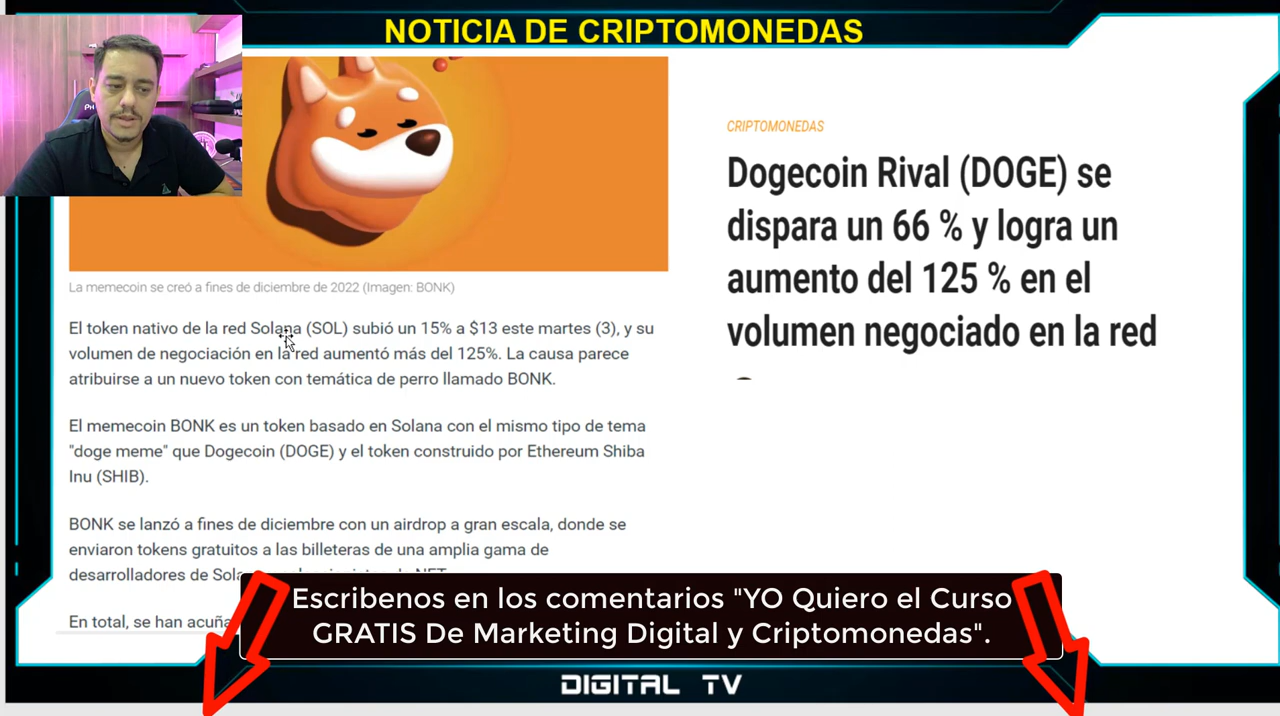 NOTICIA DE CRIPTOMONEDAS
La memecoin se creó a fines de diciembre de 2022 (Imagen: BONK)
El token nativo de la red Solana (SOL) subió un 15% a $13 este martes (3), y su
volumen de negociación en la red aumentó más del 125%. La causa parece
atribuirse a un nuevo token con temática de perro llamado BONK.
El memecoin BONK es un token basado en Solana con el mismo tipo de tema
"doge meme" que Dogecoin (DOGE) y el token construido por Ethereum Shiba
Inu (SHIB).
BONK se lanzó a fines de diciembre con un airdrop a gran escala, donde se
enviaron tokens gratuitos a las billeteras de una amplia gama de
desarrolladores de
En total, se han
CRIPTOMONEDAS
Dogecoin Rival (DOGE) se
dispara un 66 % y logra un
aumento del 125 % en el
volumen negociado en la red
Escribenos en los comentarios "YO Quiero el Curso
GRATIS De Marketing Digital y Criptomonedas".
DIGITAL TV